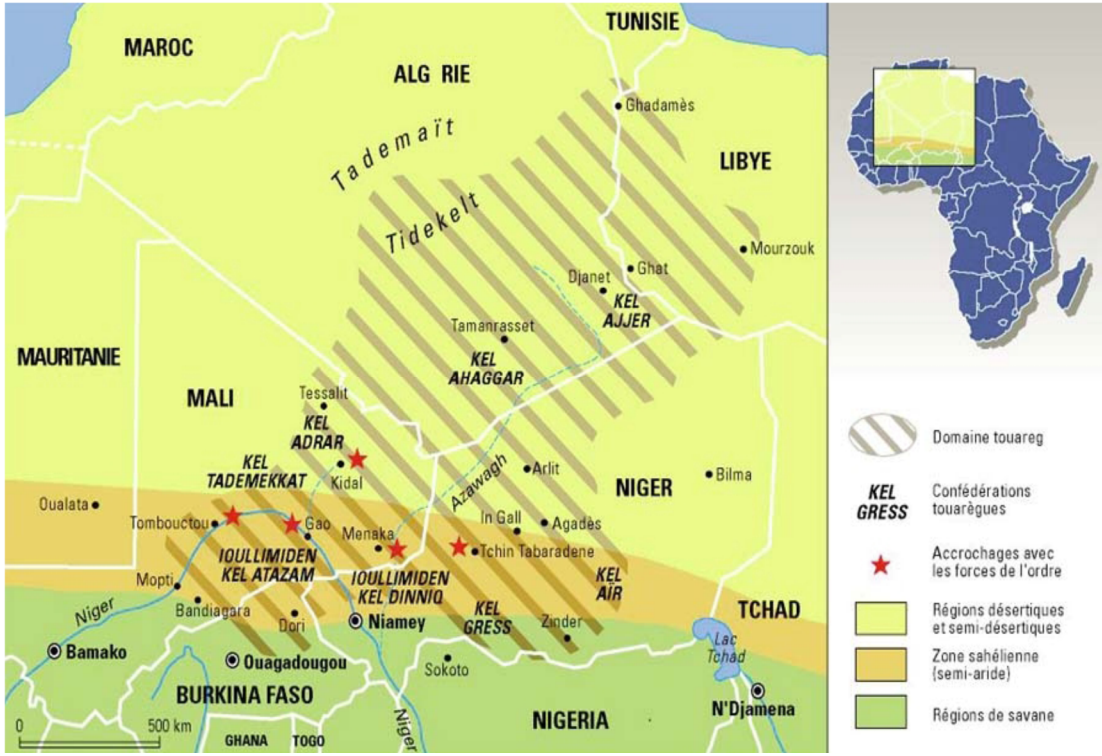 TUNISIE
MAROC
ALG RIE
Ghadamès
Tademaït
LIBYE
Tidekelt
Mourzouk
Ghat
Djanet
KEL
AJJER
Tamanrasset
KEL
AHAGGAR
MAURITANIE
MALI
Tessalit
KEL
ADRAR
KEL
TADEMEKKAT
Kidal
Azawagh
Arlit
Bilma
NIGER
Oualata
Tombouctou
Gao
Menaka
In Gall
Agadès
Tchin Tabaradene
IOULLIMIDEN
KEL ATAZAM
IOULLIMIDEN
KEL DINNIQ
KEL
AÏR
Mopti
Niger
Bandiagara
Dori
Niamey
KEL
GRESS
Zinder
TCHAD
Lac
Tchad
Bamako
Ouagadougou
Sokoto
BURKINA FASO
N'Djamena
NIGERIA
Niger
0
500 km
GHANA
TOGO
Domaine touareg
KEL
GRESS
Confédérations
touarègues
Accrochages avec
les forces de l'ordre
Régions désertiques
et semi-désertiques
Zone sahélienne
(semi-aride)
Régions de savane